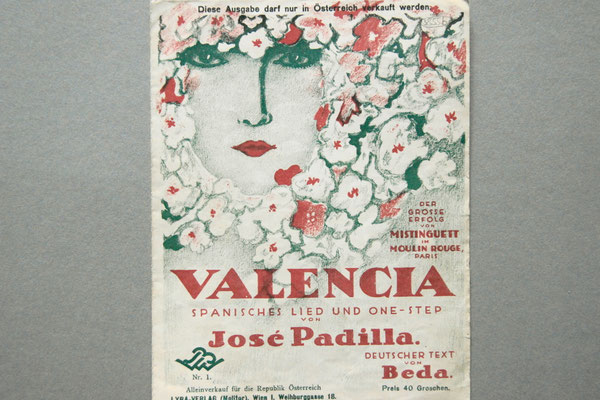 Diese Ausgabe darf nur in Österreich verkauft werden.
DER
GROSSE
ERFOLG
VON
MISTINGUETT
IM
MOULIN ROUGE,
PARIS
VALENCIA
SPANISCHES LIED UND ONE-STEP
VON
José Padilla.
DEUTSCHER TEXT
VON
Beda.
Nr. 1.
Alleinverkauf für die Republik Österreich
Preis 40 Groschen.
LYRA-VERLAG (Molitor), Wien I, Weihburggasse 18.